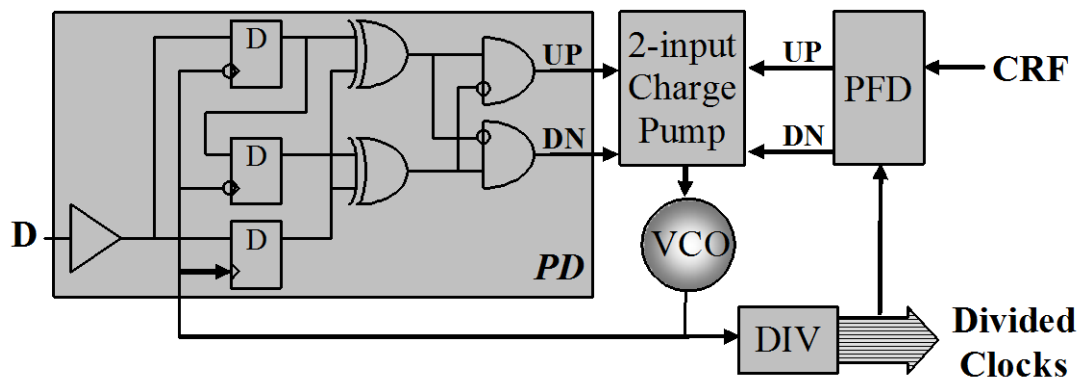 D
D
D
D
UP
DN
PD
2-input
Charge
Pump
UP
DN
PFD
CRF
VCO
DIV
Divided
Clocks